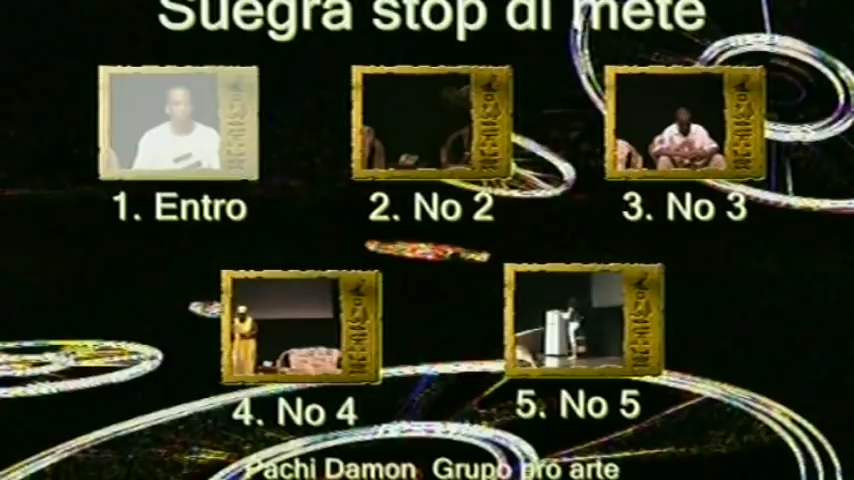 Suegra stop di mete
1. Entro
2. No 2
3. No 3
4. No 4
5. No 5
Pachi Damon Grupo pro arte